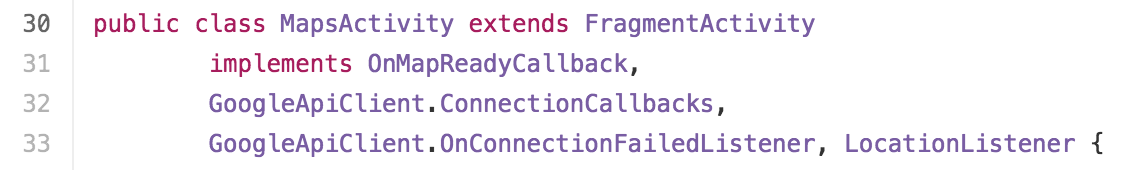 30 public class MapsActivity extends FragmentActivity
31 implements OnMapReadyCallback,
32 GoogleApiClient.ConnectionCallbacks,
33 GoogleApiClient.OnConnectionFailedListener, LocationListener {